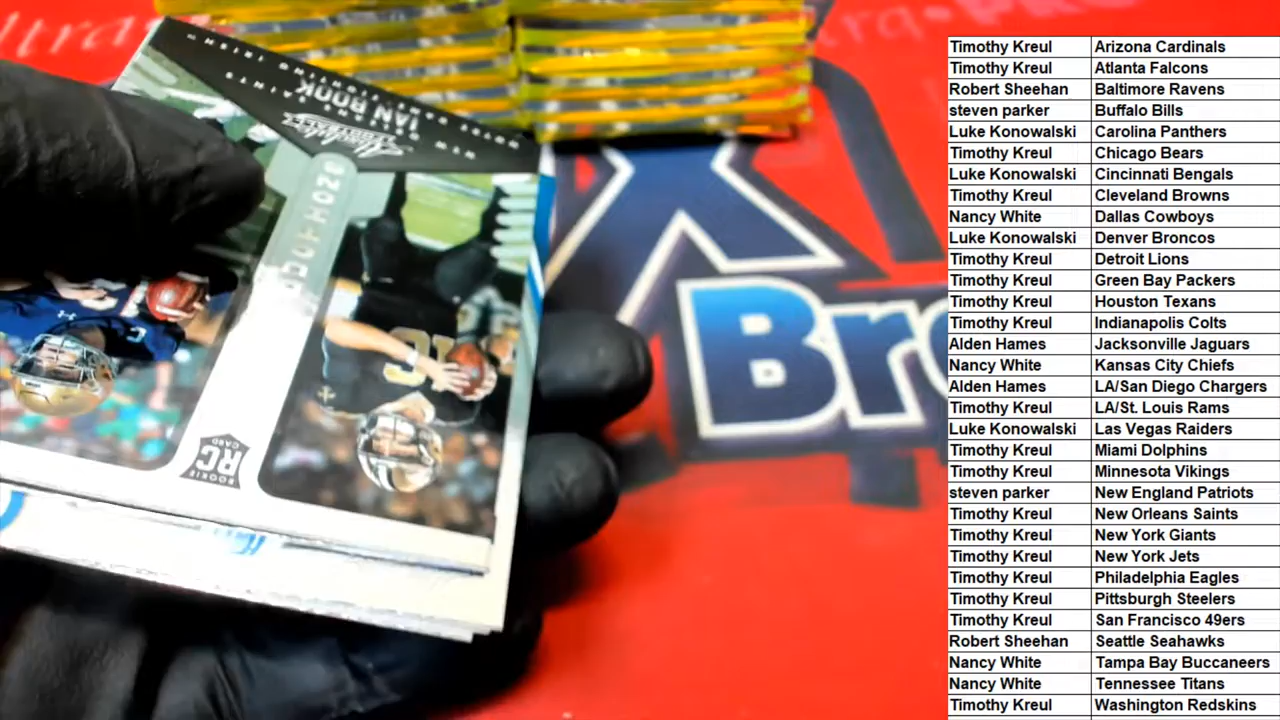 IAN BOOK
Absolute
INTRODUCING
ROOKIE
RC
CARD
Bro
Timothy Kreul Arizona Cardinals
Timothy Kreul Atlanta Falcons
Robert Sheehan Baltimore Ravens
steven parker Buffalo Bills
Luke Konowalski Carolina Panthers
Timothy Kreul Chicago Bears
Luke Konowalski Cincinnati Bengals
Timothy Kreul Cleveland Browns
Nancy White Dallas Cowboys
Luke Konowalski Denver Broncos
Timothy Kreul Detroit Lions
Timothy Kreul Green Bay Packers
Timothy Kreul Houston Texans
Timothy Kreul Indianapolis Colts
Alden Hames Jacksonville Jaguars
Nancy White Kansas City Chiefs
Alden Hames LA/San Diego Chargers
Timothy Kreul LA/St. Louis Rams
Luke Konowalski Las Vegas Raiders
Timothy Kreul Miami Dolphins
Timothy Kreul Minnesota Vikings
steven parker New England Patriots
Timothy Kreul New Orleans Saints
Timothy Kreul New York Giants
Timothy Kreul New York Jets
Timothy Kreul Philadelphia Eagles
Timothy Kreul Pittsburgh Steelers
Timothy Kreul San Francisco 49ers
Robert Sheehan Seattle Seahawks
Nancy White Tampa Bay Buccaneers
Nancy White Tennessee Titans
Timothy Kreul Washington Redskins